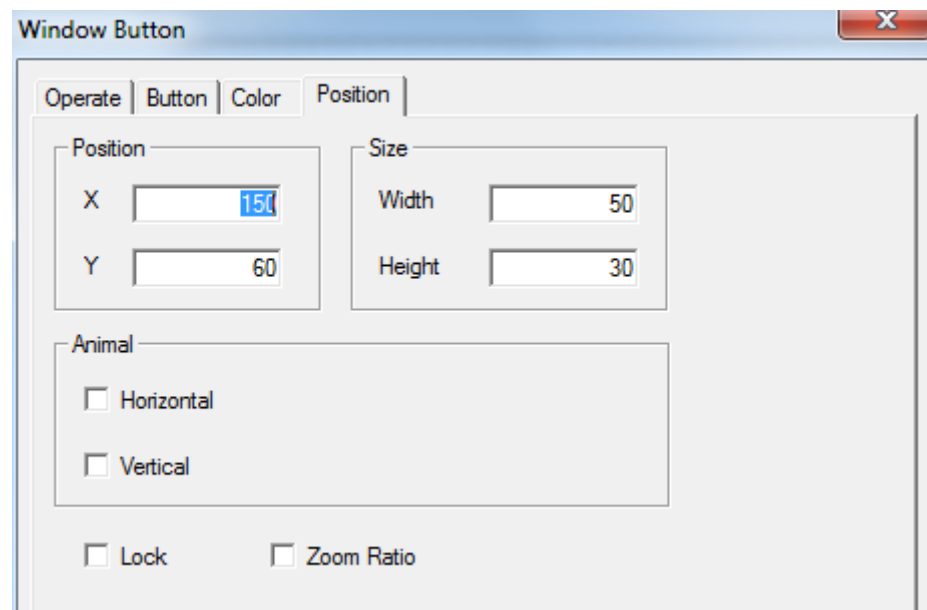 Window Button
Operate Button Color Position
Position Size
X 150 Width 50
Y 60 Height 30
Animal
Horizontal
Vertical
Lock Zoom Ratio